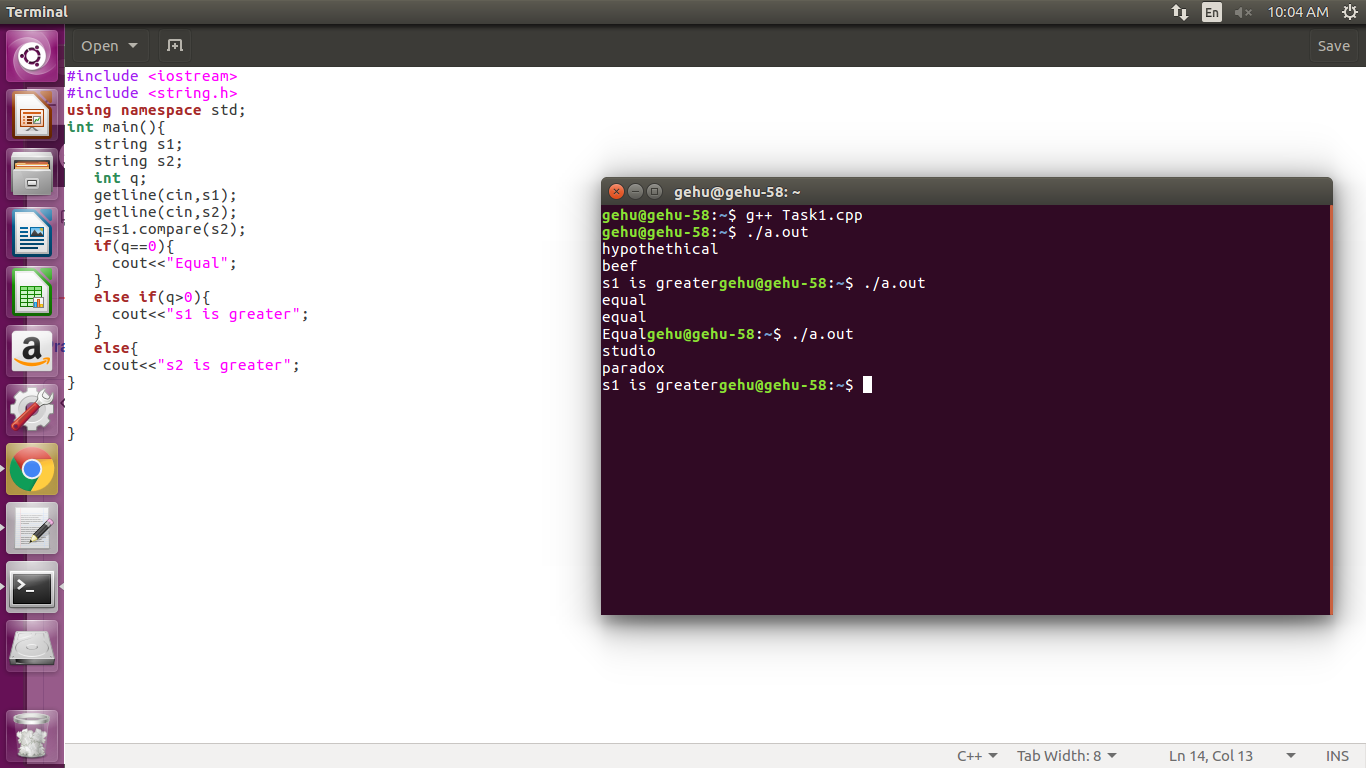 Terminal
En
10:04 AM
Open
Save
#include <iostream>
#include <string.h>
using namespace std;
int main(){
string s1;
string s2;
int q;
getline(cin,s1);
getline(cin,s2);
q=s1.compare(s2);
if(q==0){
cout<<"Equal";
}
else if(q>0){
cout<<"s1 is greater";
}
else{
cout<<"s2 is greater";
}
}
gehu@gehu-58: ~
gehu@gehu-58:~$ g++ Task1.cpp
gehu@gehu-58:~$ ./a.out
hypothethical
beef
s1 is greatergehu@gehu-58:~$ ./a.out
equal
equal
Equalgehu@gehu-58:~$ ./a.out
studio
paradox
s1 is greatergehu@gehu-58:~$
C++
Tab Width: 8
Ln 14, Col 13
INS